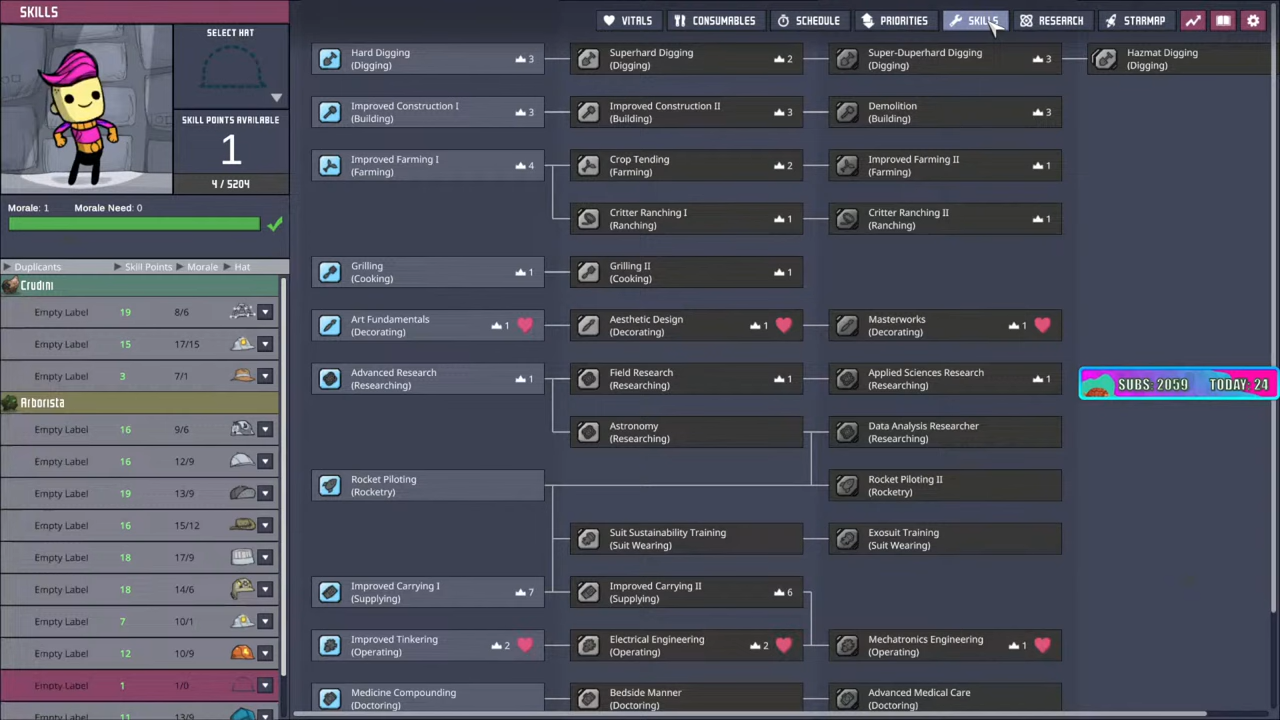 SKILLS
VITALS
CONSUMABLES
SCHEDULE
PRIORITIES
SKILLS
RESEARCH
STARMAP
SELECT HAT
SKILL POINTS AVAILABLE
1
4 / 5204
Morale: 1 Morale Need: 0
Duplicants Skill Points Morale Hat
Crudini
Empty Label 19 8/6
Empty Label 15 17/15
Empty Label 3 7/1
Arborista
Empty Label 16 9/6
Empty Label 16 12/9
Empty Label 19 13/9
Empty Label 16 15/12
Empty Label 18 17/9
Empty Label 18 14/6
Empty Label 7 10/1
Empty Label 12 10/9
Empty Label 1 1/0
Empty Label 11 13/9
Hard Digging
(Digging)
3
Superhard Digging
(Digging)
2
Super-Duperhard Digging
(Digging)
3
Hazmat Digging
(Digging)
Improved Construction I
(Building)
3
Improved Construction II
(Building)
3
Demolition
(Building)
3
Improved Farming I
(Farming)
4
Crop Tending
(Farming)
2
Improved Farming II
(Farming)
1
Critter Ranching I
(Ranching)
1
Critter Ranching II
(Ranching)
1
Grilling
(Cooking)
1
Grilling II
(Cooking)
1
Art Fundamentals
(Decorating)
1
Aesthetic Design
(Decorating)
1
Masterworks
(Decorating)
1
Advanced Research
(Researching)
1
Field Research
(Researching)
1
Applied Sciences Research
(Researching)
1
Astronomy
(Researching)
Data Analysis Researcher
(Researching)
Rocket Piloting
(Rocketry)
Rocket Piloting II
(Rocketry)
Suit Sustainability Training
(Suit Wearing)
Exosuit Training
(Suit Wearing)
Improved Carrying I
(Supplying)
7
Improved Carrying II
(Supplying)
6
Improved Tinkering
(Operating)
2
Electrical Engineering
(Operating)
2
Mechatronics Engineering
(Operating)
1
Medicine Compounding
(Doctoring)
Bedside Manner
(Doctoring)
Advanced Medical Care
(Doctoring)
SUBS: 2059 TODAY: 24